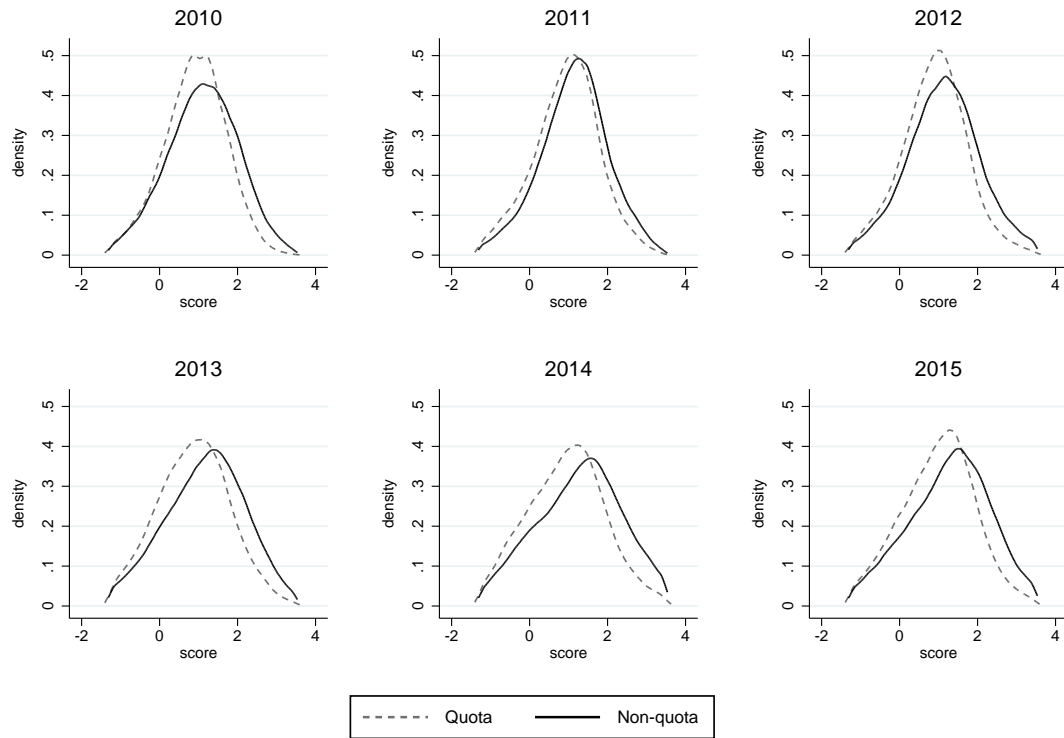 2010
2011
2012
density
0 .1 .2 .3 .4 .5
-2 0 2 4
score
density
0 .1 .2 .3 .4 .5
-2 0 2 4
score
density
0 .1 .2 .3 .4 .5
-2 0 2 4
score
2013
2014
2015
density
0 .1 .2 .3 .4 .5
-2 0 2 4
score
density
0 .1 .2 .3 .4 .5
-2 0 2 4
score
density
0 .1 .2 .3 .4 .5
-2 0 2 4
score
Quota Non-quota